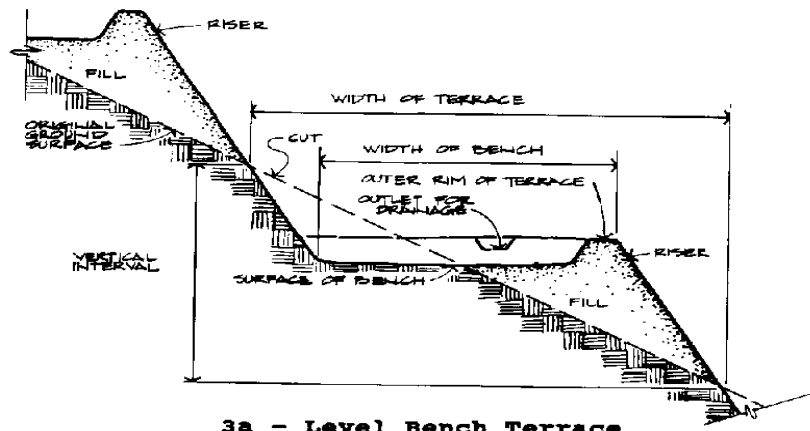 RISER
FILL
WIDTH OF TERRACE
ORIGINAL
GROUND
SURFACE
CUT
WIDTH OF BENCH
OUTER RIM OF TERRACE
OUTLET FOR
DRAINAGE
VERTICAL
INTERVAL
RISER
SURFACE OF BENCH
FILL
3a - Level Bench Terrace